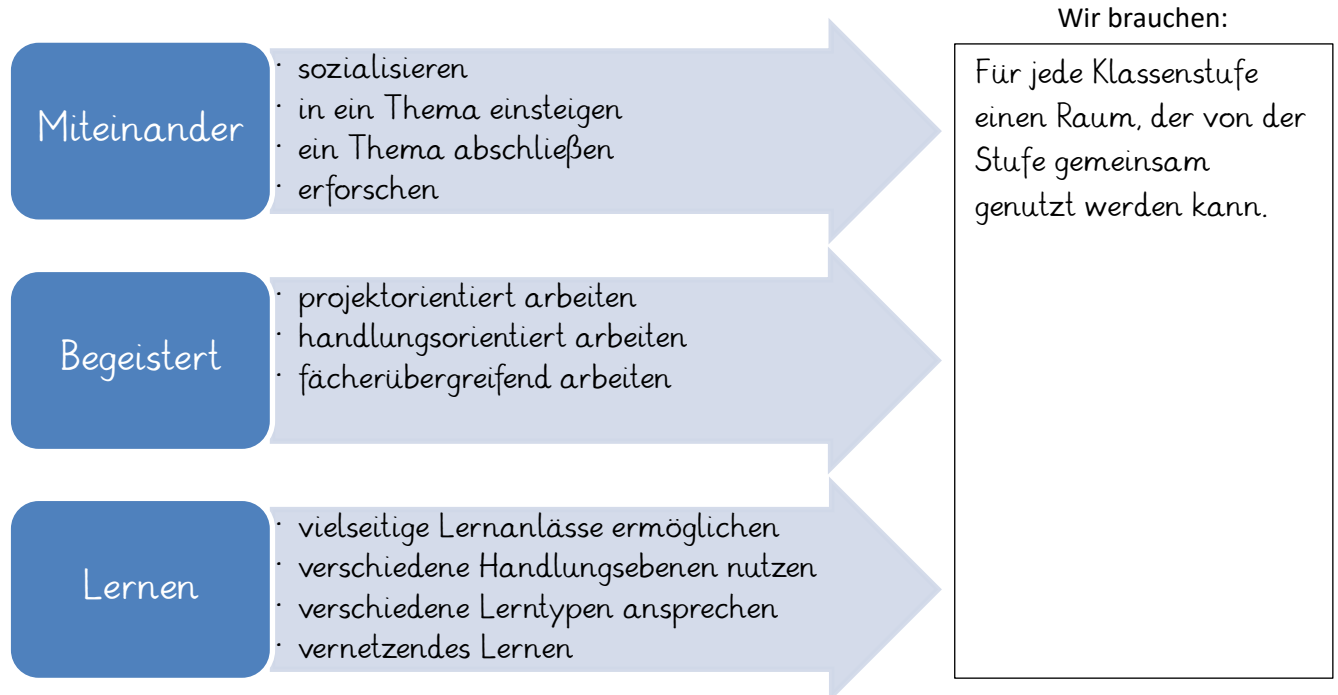 Miteinander
· sozialisieren
· in ein Thema einsteigen
· ein Thema abschließen
· erforschen
Begeistert
· projektorientiert arbeiten
· handlungsorientiert arbeiten
· fächerübergreifend arbeiten
Lernen
· vielseitige Lernanlässe ermöglichen
· verschiedene Handlungsebenen nutzen
· verschiedene Lerntypen ansprechen
· vernetzendes Lernen
Wir brauchen:
Für jede Klassenstufe
einen Raum, der von der
Stufe gemeinsam
genutzt werden kann.